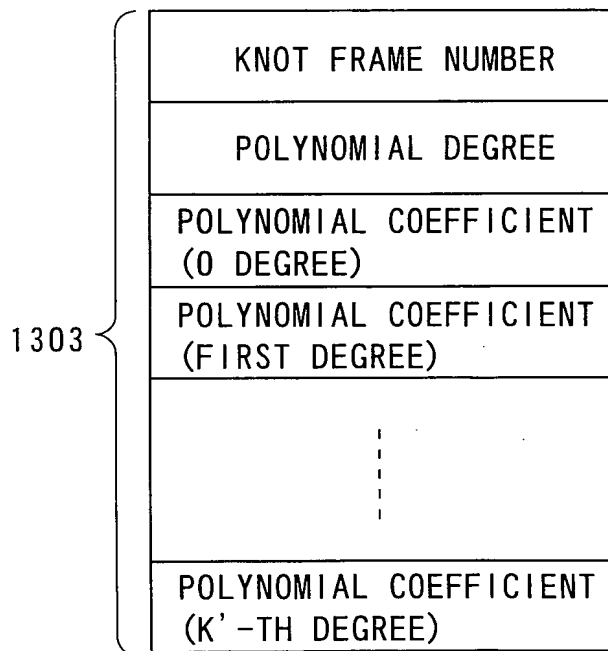 KNOT FRAME NUMBER
POLYNOMIAL DEGREE
POLYNOMIAL COEFFICIENT
(0 DEGREE)
POLYNOMIAL COEFFICIENT
(FIRST DEGREE)
1303
POLYNOMIAL COEFFICIENT
(K'-TH DEGREE)